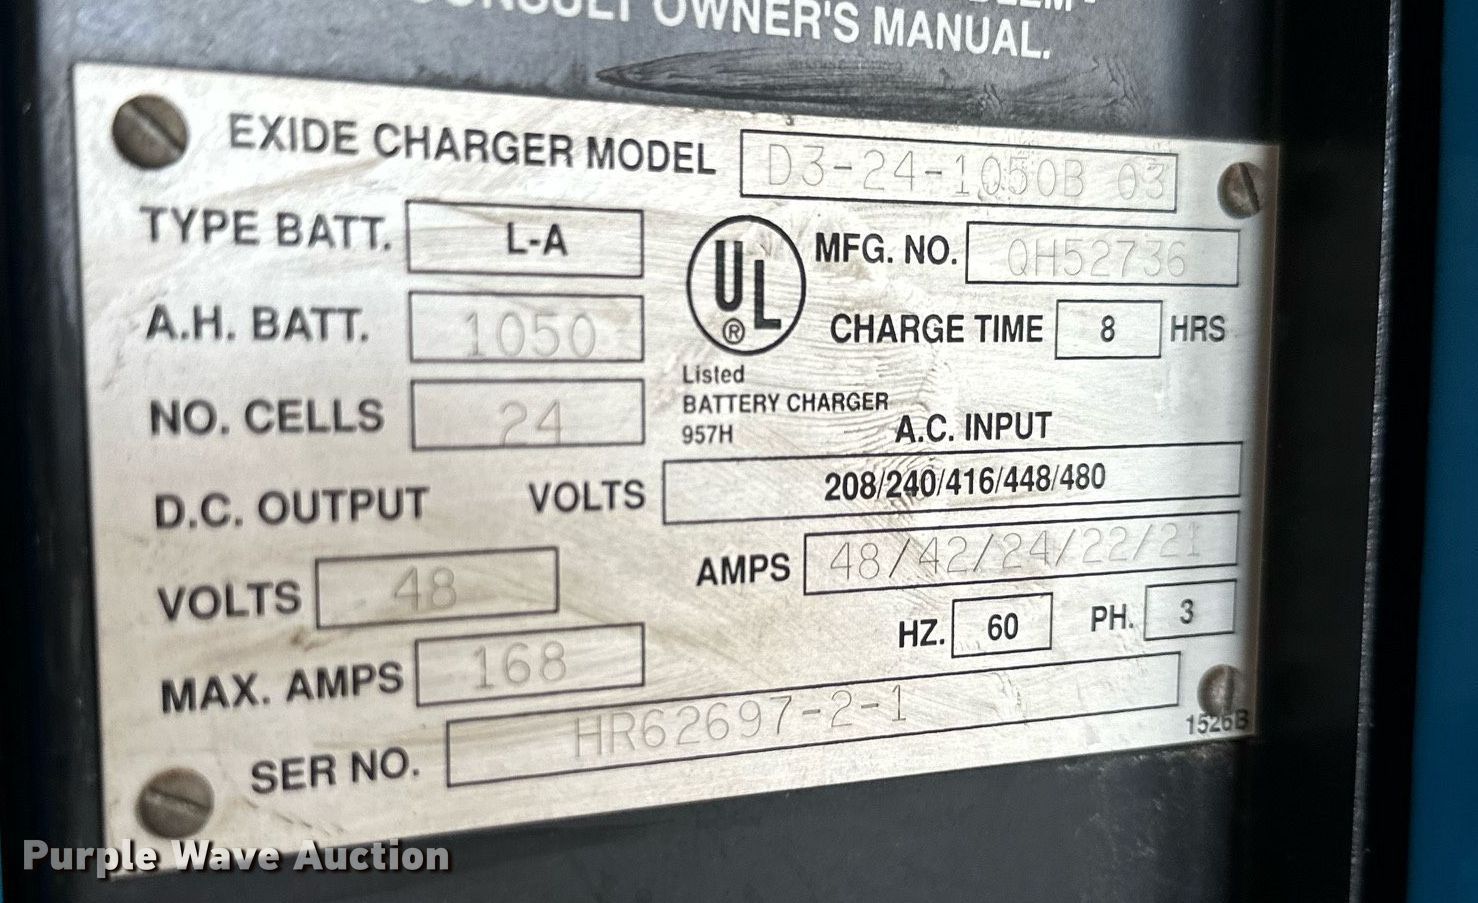 OWNER'S MANUAL.
EXIDE CHARGER MODEL D3-24-1050B 03
TYPE BATT. L-A
MFG. NO. QH52736
A.H. BATT. 1050
UL ®
CHARGE TIME 8 HRS
Listed
BATTERY CHARGER
957H
NO. CELLS 24
A.C. INPUT
D.C. OUTPUT
VOLTS 208/240/416/448/480
VOLTS 48
AMPS 48/42/24/22/21
HZ. 60 PH. 3
MAX. AMPS 168
SER NO. HR62697-2-1
1526B
Purple Wave Auction